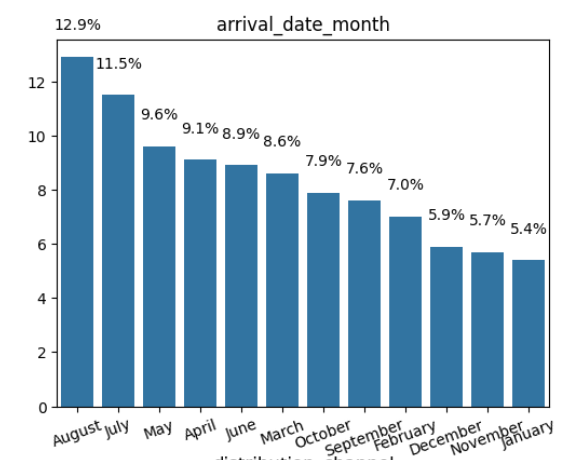 arrival_date_month
12.9%
11.5%
9.6%
9.1%
8.9%
8.6%
7.9%
7.6%
7.0%
5.9%
5.7%
5.4%
12
10
8
6
4
2
0
August
July
May
April
June
March
October
September
February
December
November
January
distribution_channel